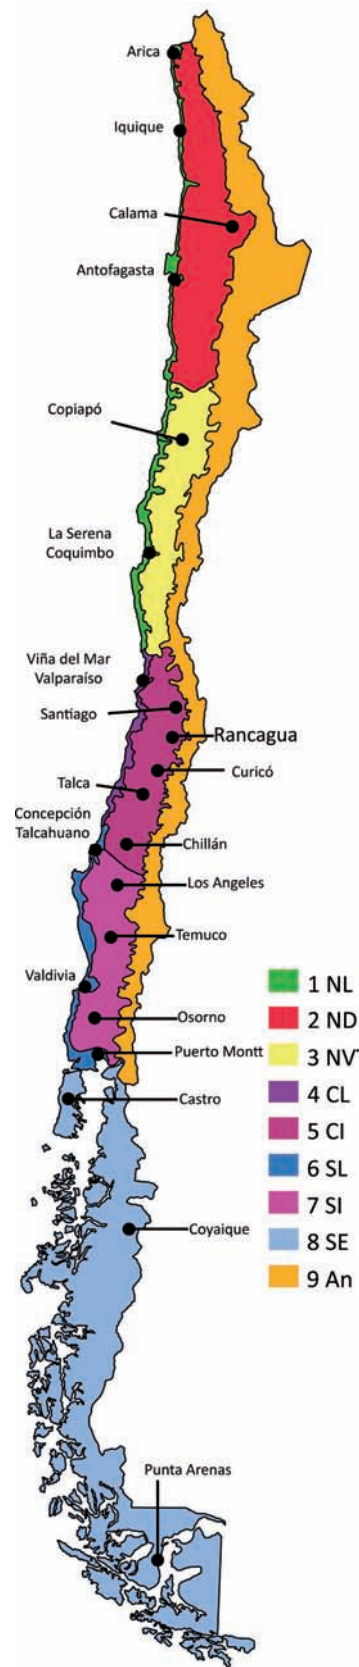 Arica
Iquique
Calama
Antofagasta
Copiapó
La Serena
Coquimbo
Viña del Mar
Valparaíso
Santiago
Rancagua
Curicó
Talca
Concepción
Talcahuano
Chillán
Los Angeles
Temuco
Valdivia
1 NL
2 ND
Osorno
3 NVT
Puerto Montt
4 CL
Castro
5 CI
6 SL
7 SI
Coyaique
8 SE
9 An
Punta Arenas